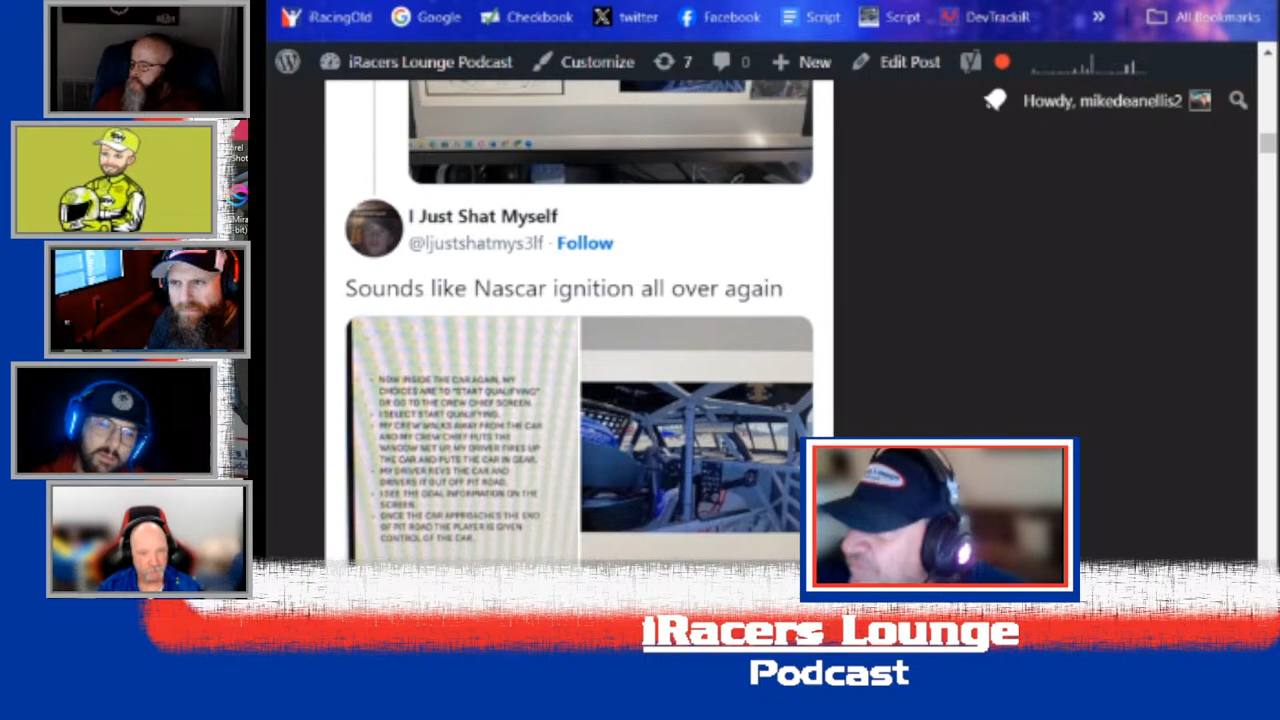 iRacingOld Google Checkbook twitter Facebook Script Script DevTrackiR » All Bookmarks
iRacers Lounge Podcast Customize 7 0 New Edit Post
Howdy, mikedeanellis2
I Just Shat Myself
@ljustshatmys3lf · Follow
Sounds like Nascar ignition all over again
NOW INSIDE THE CAR AGAIN, MY
CHOICES ARE TO "START QUALIFYING"
OR GO TO THE CREW CHIEF SCREEN.
I SELECT START QUALIFYING.
MY CREW WALKS AWAY FROM THE CAR
AND MY CREW CHIEF PUTS THE
WINDOW NET UP. MY DRIVER FIRES UP
THE CAR AND PUTS THE CAR IN GEAR.
MY DRIVER REVS THE CAR AND
DRIVERS IT OUT OFF PIT ROAD.
I SEE THE GOAL INFORMATION ON THE
SCREEN.
ONCE THE CAR APPROACHES THE END
OF PIT ROAD THE PLAYER IS GIVEN
CONTROL OF THE CAR.
iRacers Lounge
Podcast